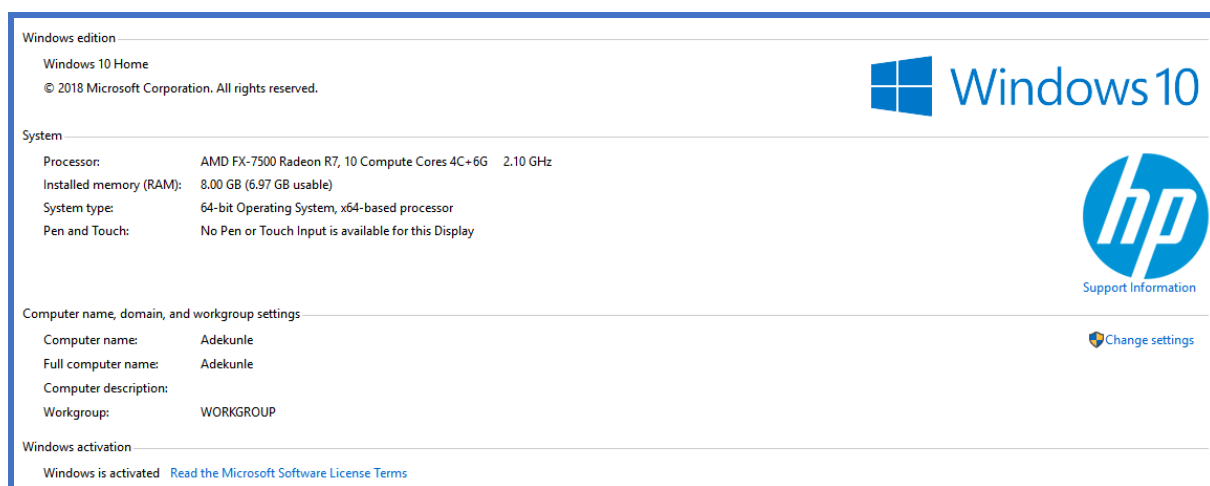 Windows edition
Windows 10 Home
© 2018 Microsoft Corporation. All rights reserved.
Windows 10
System
Processor: AMD FX-7500 Radeon R7, 10 Compute Cores 4C+6G 2.10 GHz
Installed memory (RAM): 8.00 GB (6.97 GB usable)
System type: 64-bit Operating System, x64-based processor
Pen and Touch: No Pen or Touch Input is available for this Display
hp
Support Information
Computer name, domain, and workgroup settings
Computer name: Adekunle
Change settings
Full computer name: Adekunle
Computer description:
Workgroup: WORKGROUP
Windows activation
Windows is activated Read the Microsoft Software License Terms